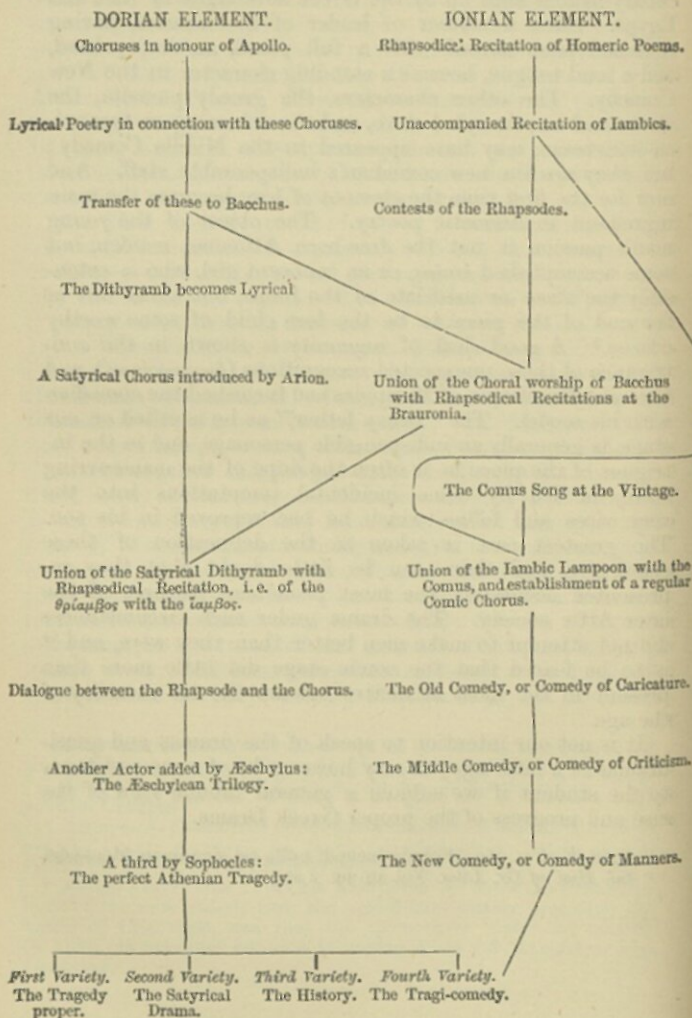 DORIAN ELEMENT.
IONIAN ELEMENT.
Choruses in honour of Apollo.
Rhapsodical Recitation of Homeric Poems.
Lyrical Poetry in connection with these Choruses.
Unaccompanied Recitation of Iambics.
Transfer of these to Bacchus.
Contests of the Rhapsodes.
The Dithyramb becomes Lyrical
A Satyrical Chorus introduced by Arion.
Union of the Choral worship of Bacchus
with Rhapsodical Recitations at the
Brauronia.
The Comus Song at the Vintage.
Union of the Satyrical Dithyramb with
Rhapsodical Recitation, i.e. of the
θρίαμβος with the ἴαμβος.
Union of the Iambic Lampoon with the
Comus, and establishment of a regular
Comic Chorus.
Dialogue between the Rhapsode and the Chorus.
The Old Comedy, or Comedy of Caricature.
Another Actor added by Æschylus:
The Æschylean Trilogy.
The Middle Comedy, or Comedy of Criticism.
A third by Sophocles:
The perfect Athenian Tragedy.
The New Comedy, or Comedy of Manners.
First Variety.
The Tragedy
proper.
Second Variety.
The Satyrical
Drama.
Third Variety.
The History.
Fourth Variety.
The Tragi-comedy.